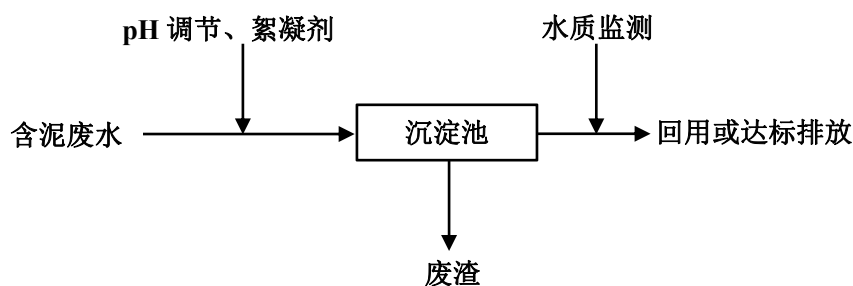 pH 调节、絮凝剂
水质监测
含泥废水
沉淀池
回用或达标排放
废渣